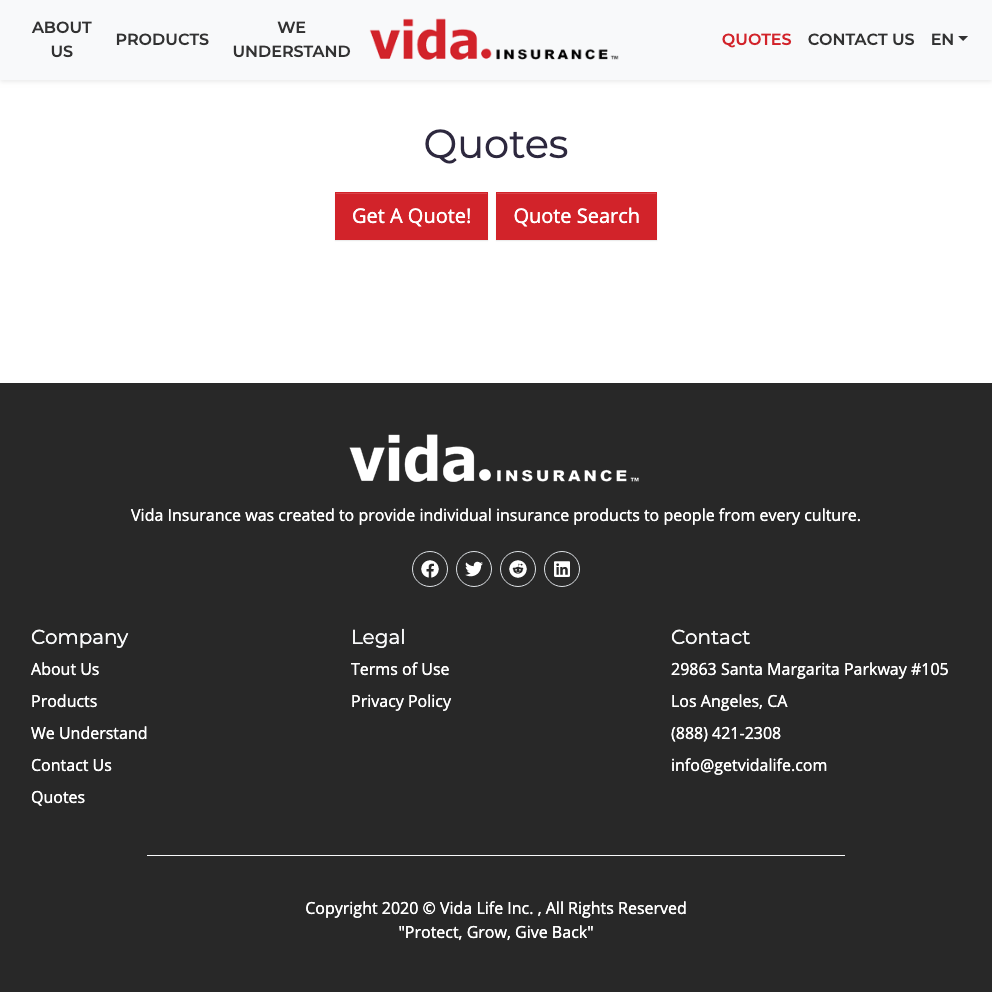 ABOUT
US
PRODUCTS
WE
UNDERSTAND
vida.INSURANCE™
QUOTES
CONTACT US
EN
Quotes
Get A Quote!
Quote Search
vida.INSURANCE™
Vida Insurance was created to provide individual insurance products to people from every culture.
Company
About Us
Products
We Understand
Contact Us
Quotes
Legal
Terms of Use
Privacy Policy
Contact
29863 Santa Margarita Parkway #105
Los Angeles, CA
(888) 421-2308
info@getvidalife.com
Copyright 2020 © Vida Life Inc. , All Rights Reserved
"Protect, Grow, Give Back"